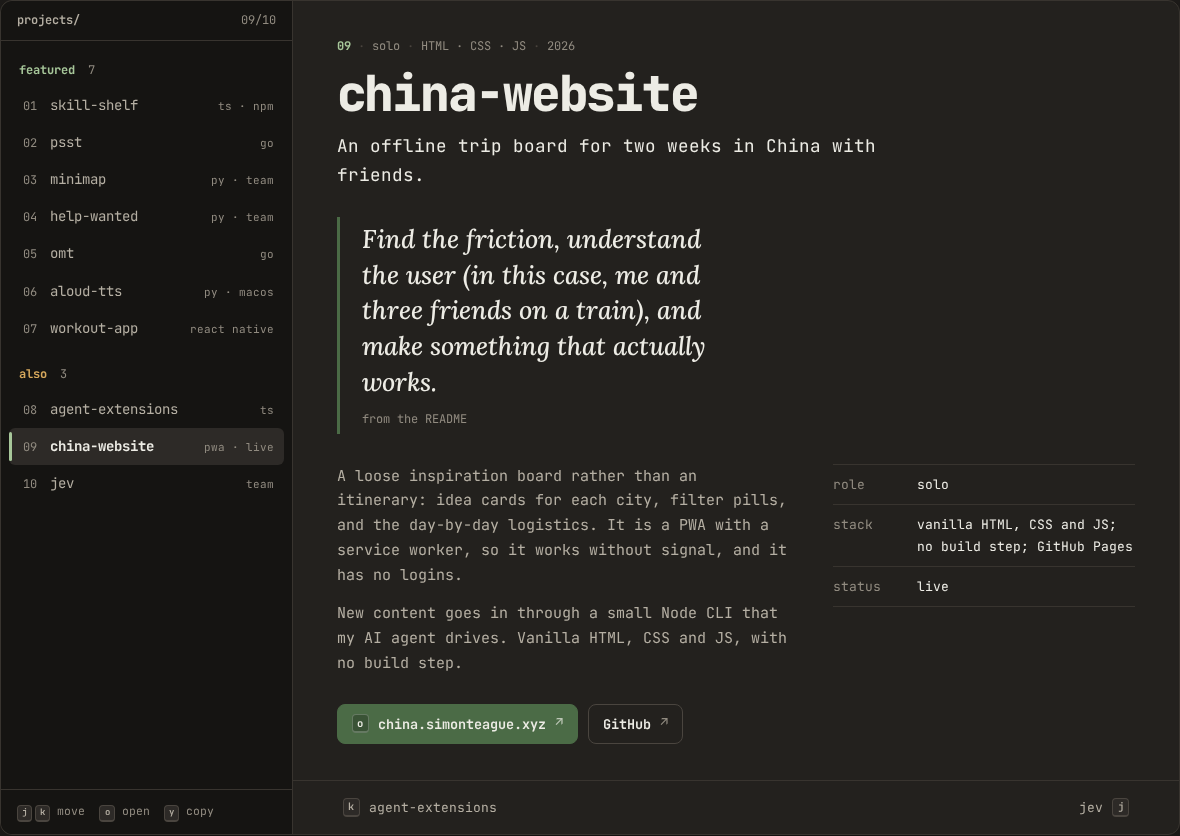 projects/ 09/10
featured 7
01 skill-shelf ts · npm
02 psst go
03 minimap py · team
04 help-wanted py · team
05 omt go
06 aloud-tts py · macos
07 workout-app react native
also 3
08 agent-extensions ts
09 china-website pwa · live
10 jev team
j k move o open y copy
09 · solo · HTML · CSS · JS · 2026
china-website
An offline trip board for two weeks in China with
friends.
Find the friction, understand
the user (in this case, me and
three friends on a train), and
make something that actually
works.
from the README
A loose inspiration board rather than an
itinerary: idea cards for each city, filter pills,
and the day-by-day logistics. It is a PWA with a
service worker, so it works without signal, and it
has no logins.
New content goes in through a small Node CLI that
my AI agent drives. Vanilla HTML, CSS and JS, with
no build step.
role solo
stack vanilla HTML, CSS and JS;
no build step; GitHub Pages
status live
o china.simonteague.xyz ↗ GitHub ↗
k agent-extensions jev j